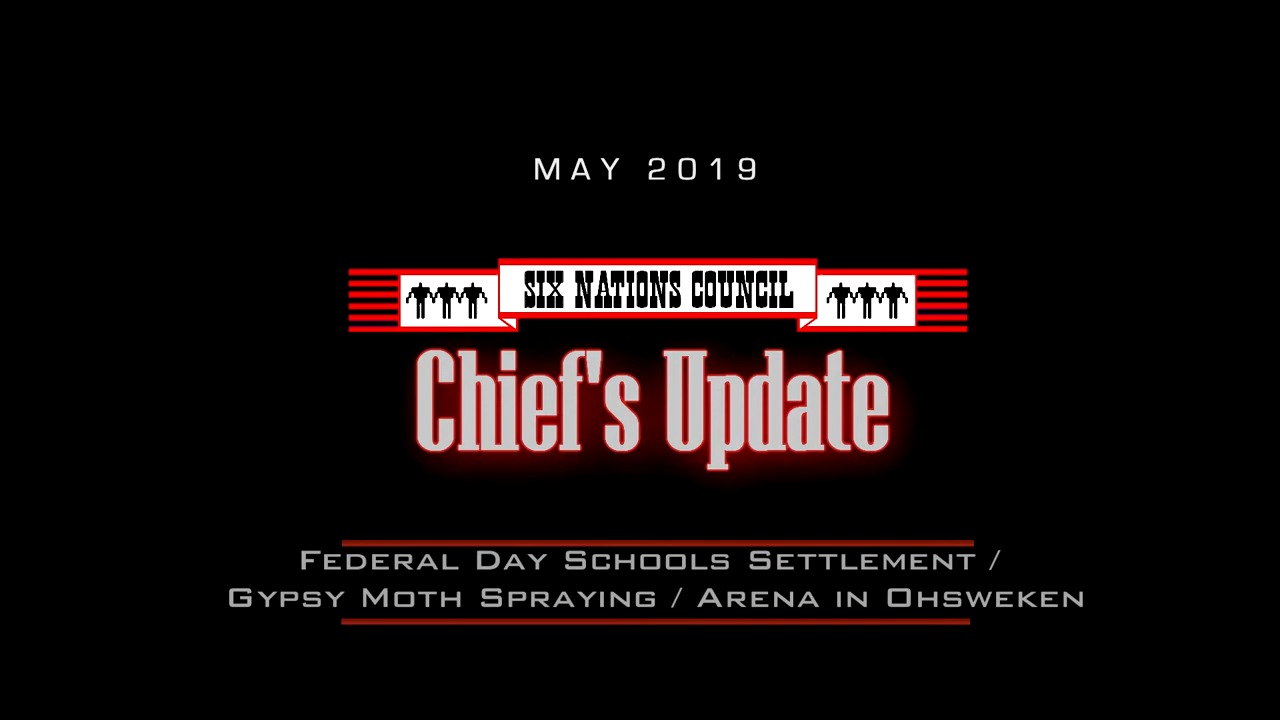 MAY 2019
SIX NATIONS COUNCIL
Chief's Update
Federal Day Schools Settlement /
Gypsy Moth Spraying / Arena in Ohsweken